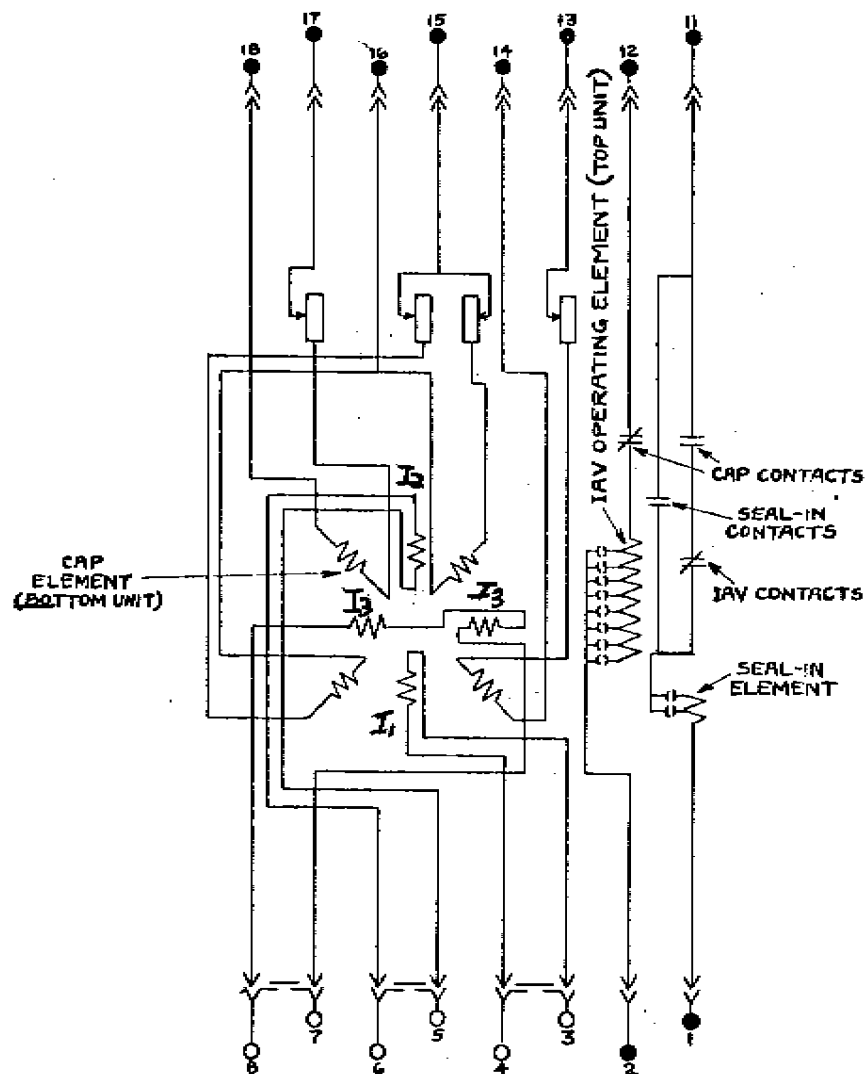 17
15
13
11
18
16
14
12
IAV OPERATING ELEMENT (TOP UNIT)
CAP CONTACTS
SEAL-IN
CONTACTS
IAV CONTACTS
SEAL-IN
ELEMENT
CAP
ELEMENT
(BOTTOM UNIT)
I2
I3
I3
I1
7
5
3
1
8
6
4
2